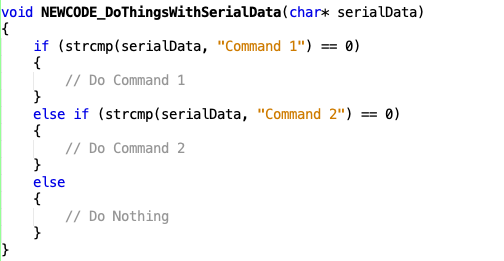 void NEWCODE_DoThingsWithSerialData(char* serialData)
{
    if (strcmp(serialData, "Command 1") == 0)
    {
        // Do Command 1
    }
    else if (strcmp(serialData, "Command 2") == 0)
    {
        // Do Command 2
    }
    else
    {
        // Do Nothing
    }
}